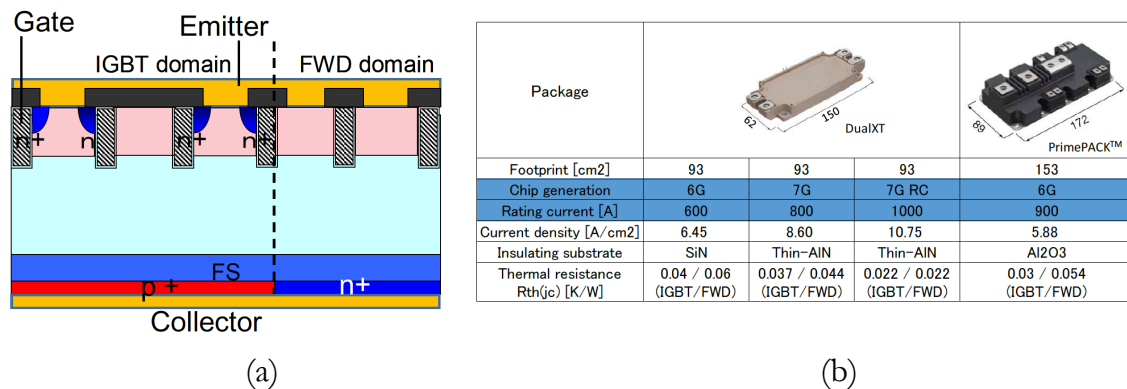 Gate
Emitter
IGBT domain
FWD domain
n+
n
n+
n+
FS
p +
n+
Collector
(a)
Package
62
150
DualXT
89
172
PrimePACK™
Footprint [cm2] 93 93 93 153
Chip generation 6G 7G 7G RC 6G
Rating current [A] 600 800 1000 900
Current density [A/cm2] 6.45 8.60 10.75 5.88
Insulating substrate SiN Thin-AlN Thin-AlN Al2O3
Thermal resistance 0.04 / 0.06 0.037 / 0.044 0.022 / 0.022 0.03 / 0.054
Rth(jc) [K/W] (IGBT/FWD) (IGBT/FWD) (IGBT/FWD) (IGBT/FWD)
(b)